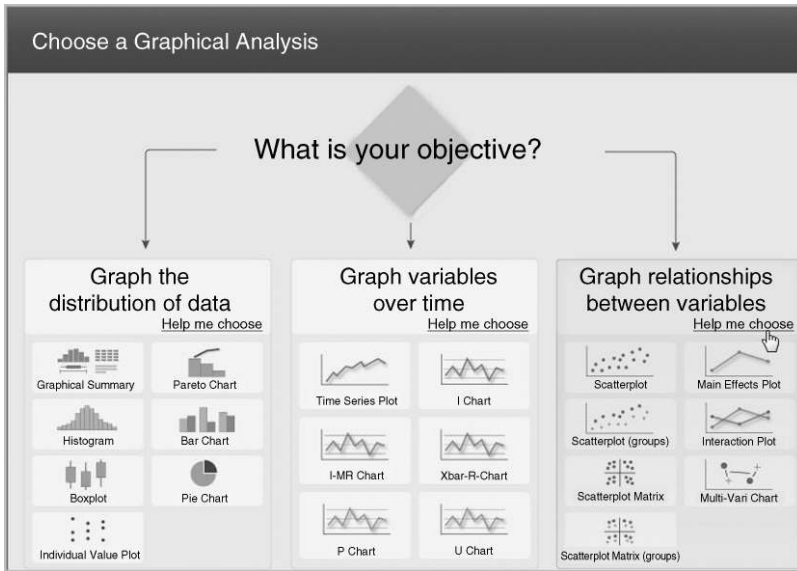 Choose a Graphical Analysis
What is your objective?
Graph the
distribution of data
Help me choose
Graphical Summary
Pareto Chart
Histogram
Bar Chart
Boxplot
Pie Chart
Individual Value Plot
Graph variables
over time
Help me choose
Time Series Plot
I Chart
I-MR Chart
Xbar-R-Chart
P Chart
U Chart
Graph relationships
between variables
Help me choose
Scatterplot
Main Effects Plot
Scatterplot (groups)
Interaction Plot
Scatterplot Matrix
Multi-Vari Chart
Scatterplot Matrix (groups)